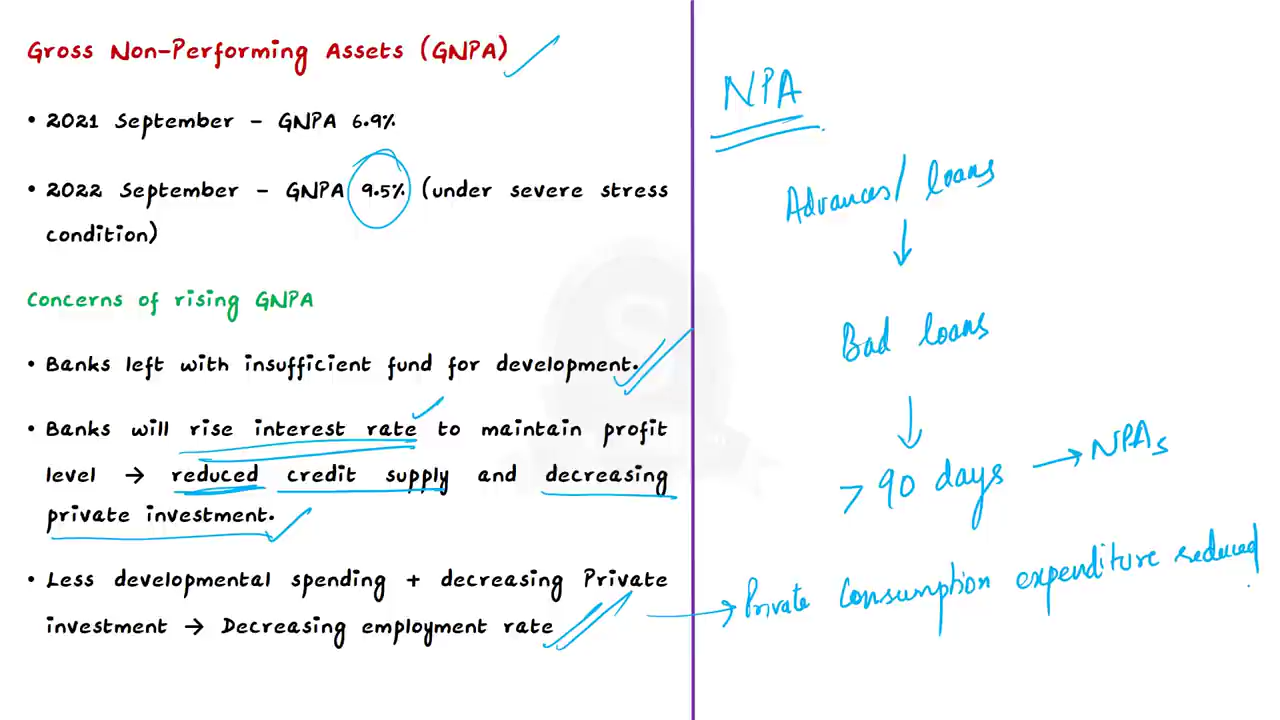 Gross Non-Performing Assets (GNPA)
• 2021 September - GNPA 6.9%
• 2022 September - GNPA 9.5% (under severe stress
condition)
Concerns of rising GNPA
• Banks left with insufficient fund for development.
• Banks will rise interest rate to maintain profit
level → reduced credit supply and decreasing
private investment.
• Less developmental spending + decreasing Private
investment → Decreasing employment rate
NPA
Advances/ loans
↓
Bad loans
↓
> 90 days → NPAs
→ Private Consumption expenditure reduced